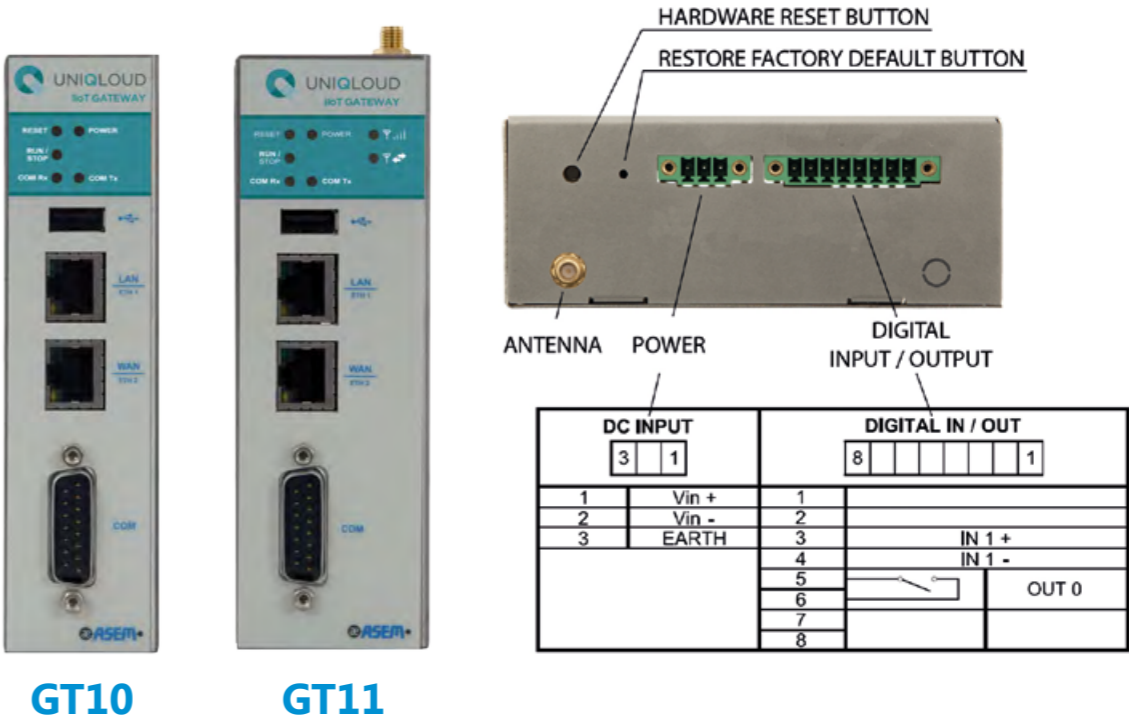 UNIQLOUD
IIoT GATEWAY
RESET POWER
RUN /
STOP
COM Rx COM Tx
LAN
ETH 1
WAN
ETH 2
COM
ASEM
GT10
UNIQLOUD
IIoT GATEWAY
RESET POWER
RUN /
STOP
COM Rx COM Tx
LAN
ETH 1
WAN
ETH 2
COM
ASEM
GT11
HARDWARE RESET BUTTON
RESTORE FACTORY DEFAULT BUTTON
ANTENNA
POWER
DIGITAL
INPUT / OUTPUT
DC INPUT
3 1
1 Vin +
2 Vin -
3 EARTH
DIGITAL IN / OUT
8 1
1
2
3 IN 1 +
4 IN 1 -
5
6
OUT 0
7
8